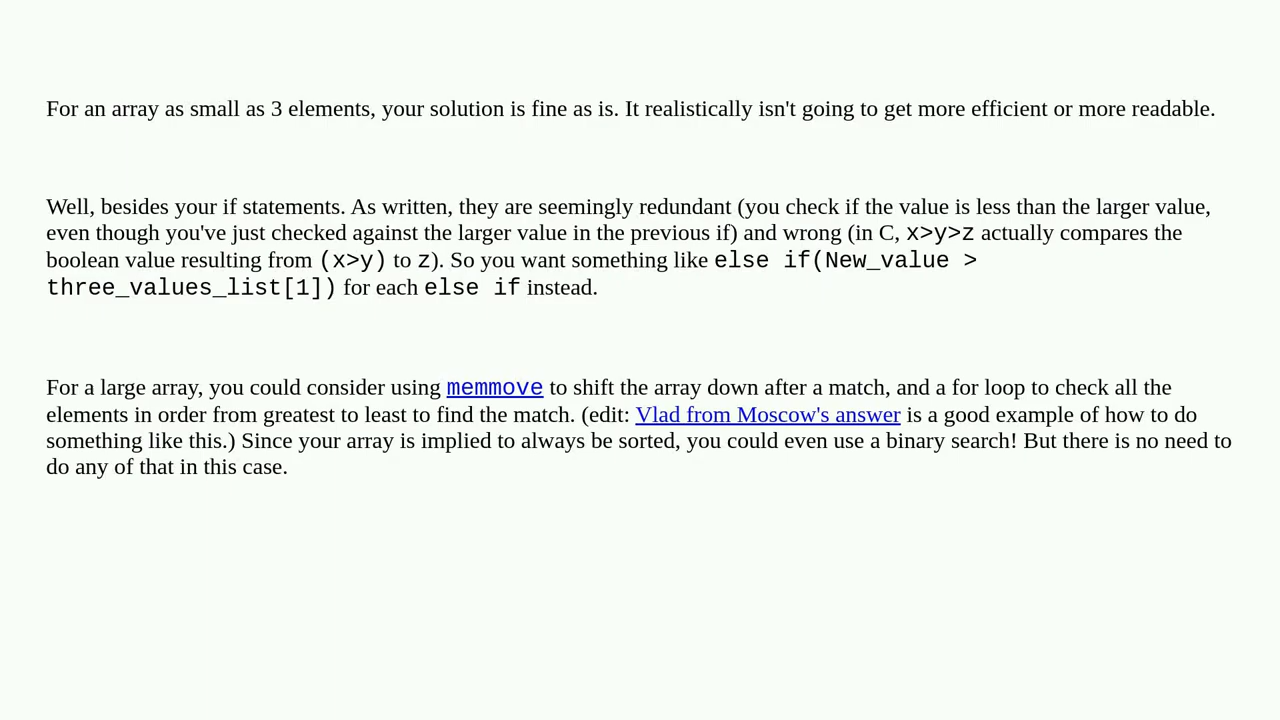 For an array as small as 3 elements, your solution is fine as is. It realistically isn't going to get more efficient or more readable.
Well, besides your if statements. As written, they are seemingly redundant (you check if the value is less than the larger value,
even though you've just checked against the larger value in the previous if) and wrong (in C, x>y>z actually compares the
boolean value resulting from (x>y) to z). So you want something like else if(New_value >
three_values_list[1]) for each else if instead.
For a large array, you could consider using memmove to shift the array down after a match, and a for loop to check all the
elements in order from greatest to least to find the match. (edit: Vlad from Moscow's answer is a good example of how to do
something like this.) Since your array is implied to always be sorted, you could even use a binary search! But there is no need to
do any of that in this case.